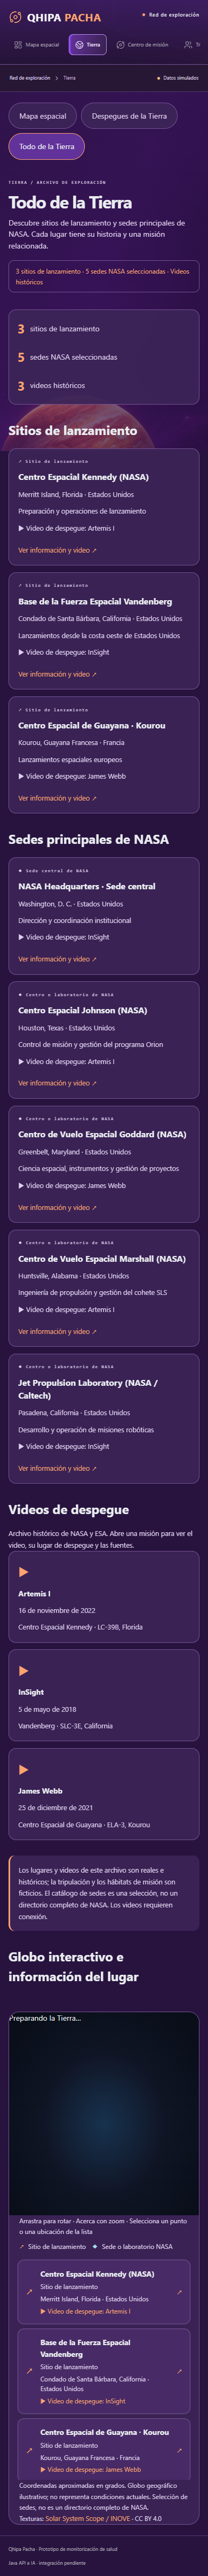 QHIPA PACHA
Red de exploración
Mapa espacial
Tierra
Centro de misión
Tr
Red de exploración > Tierra
Datos simulados
Mapa espacial
Despegues de la Tierra
Todo de la Tierra
TIERRA / ARCHIVO DE EXPLORACIÓN
Todo de la Tierra
Descubre sitios de lanzamiento y sedes principales de
NASA. Cada lugar tiene su historia y una misión
relacionada.
3 sitios de lanzamiento · 5 sedes NASA seleccionadas · Videos
históricos
3 sitios de lanzamiento
5 sedes NASA seleccionadas
3 videos históricos
Sitios de lanzamiento
↗ Sitio de lanzamiento
Centro Espacial Kennedy (NASA)
Merritt Island, Florida · Estados Unidos
Preparación y operaciones de lanzamiento
▶ Video de despegue: Artemis I
Ver información y video ↗
↗ Sitio de lanzamiento
Base de la Fuerza Espacial Vandenberg
Condado de Santa Bárbara, California · Estados Unidos
Lanzamientos desde la costa oeste de Estados Unidos
▶ Video de despegue: InSight
Ver información y video ↗
↗ Sitio de lanzamiento
Centro Espacial de Guayana · Kourou
Kourou, Guayana Francesa · Francia
Lanzamientos espaciales europeos
▶ Video de despegue: James Webb
Ver información y video ↗
Sedes principales de NASA
◆ Sede central de NASA
NASA Headquarters · Sede central
Washington, D. C. · Estados Unidos
Dirección y coordinación institucional
▶ Video de despegue: InSight
Ver información y video ↗
◆ Centro o laboratorio de NASA
Centro Espacial Johnson (NASA)
Houston, Texas · Estados Unidos
Control de misión y gestión del programa Orion
▶ Video de despegue: Artemis I
Ver información y video ↗
◆ Centro o laboratorio de NASA
Centro de Vuelo Espacial Goddard (NASA)
Greenbelt, Maryland · Estados Unidos
Ciencia espacial, instrumentos y gestión de proyectos
▶ Video de despegue: James Webb
Ver información y video ↗
◆ Centro o laboratorio de NASA
Centro de Vuelo Espacial Marshall (NASA)
Huntsville, Alabama · Estados Unidos
Ingeniería de propulsión y gestión del cohete SLS
▶ Video de despegue: Artemis I
Ver información y video ↗
◆ Centro o laboratorio de NASA
Jet Propulsion Laboratory (NASA /
Caltech)
Pasadena, California · Estados Unidos
Desarrollo y operación de misiones robóticas
▶ Video de despegue: InSight
Ver información y video ↗
Videos de despegue
Archivo histórico de NASA y ESA. Abre una misión para ver el
video, su lugar de despegue y las fuentes.
▶
Artemis I
16 de noviembre de 2022
Centro Espacial Kennedy · LC-39B, Florida
▶
InSight
5 de mayo de 2018
Vandenberg · SLC-3E, California
▶
James Webb
25 de diciembre de 2021
Centro Espacial de Guayana · ELA-3, Kourou
Los lugares y videos de este archivo son reales e
históricos; la tripulación y los hábitats de misión son
ficticios. El catálogo de sedes es una selección, no un
directorio completo de NASA. Los videos requieren
conexión.
Globo interactivo e
información del lugar
Preparando la Tierra...
Arrastra para rotar · Acerca con zoom · Selecciona un punto
o una ubicación de la lista
↗ Sitio de lanzamiento ◆ Sede o laboratorio NASA
Centro Espacial Kennedy (NASA)
Sitio de lanzamiento
Merritt Island, Florida · Estados Unidos
▶ Video de despegue: Artemis I
Base de la Fuerza Espacial
Vandenberg
Sitio de lanzamiento
Condado de Santa Bárbara, California ·
Estados Unidos
▶ Video de despegue: InSight
Centro Espacial de Guayana · Kourou
Sitio de lanzamiento
Kourou, Guayana Francesa · Francia
▶ Video de despegue: James Webb
Coordenadas aproximadas en grados. Globo geográfico
ilustrativo; no representa condiciones actuales. Selección de
sedes, no es un directorio completo de NASA.
Texturas: Solar System Scope / INOVE · CC BY 4.0
Qhipa Pacha · Prototipo de monitorización de salud
Java API e IA · integración pendiente